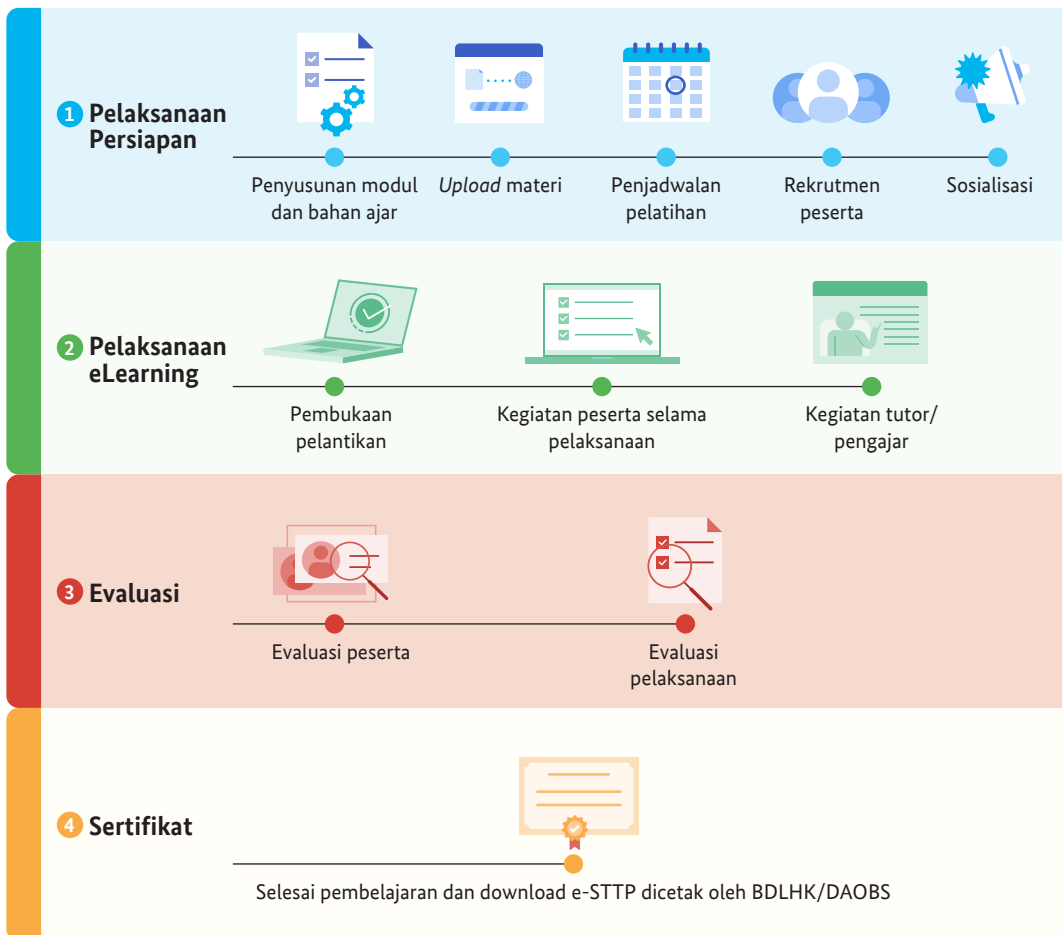 1 Pelaksanaan
Persiapan
Penyusunan modul
dan bahan ajar
Upload materi
Penjadwalan
pelatihan
Rekrutmen
peserta
Sosialisasi
2 Pelaksanaan
eLearning
Pembukaan
pelantikan
Kegiatan peserta selama
pelaksanaan
Kegiatan tutor/
pengajar
3 Evaluasi
Evaluasi peserta
Evaluasi
pelaksanaan
4 Sertifikat
Selesai pembelajaran dan download e-STTP dicetak oleh BDLHK/DAOBS